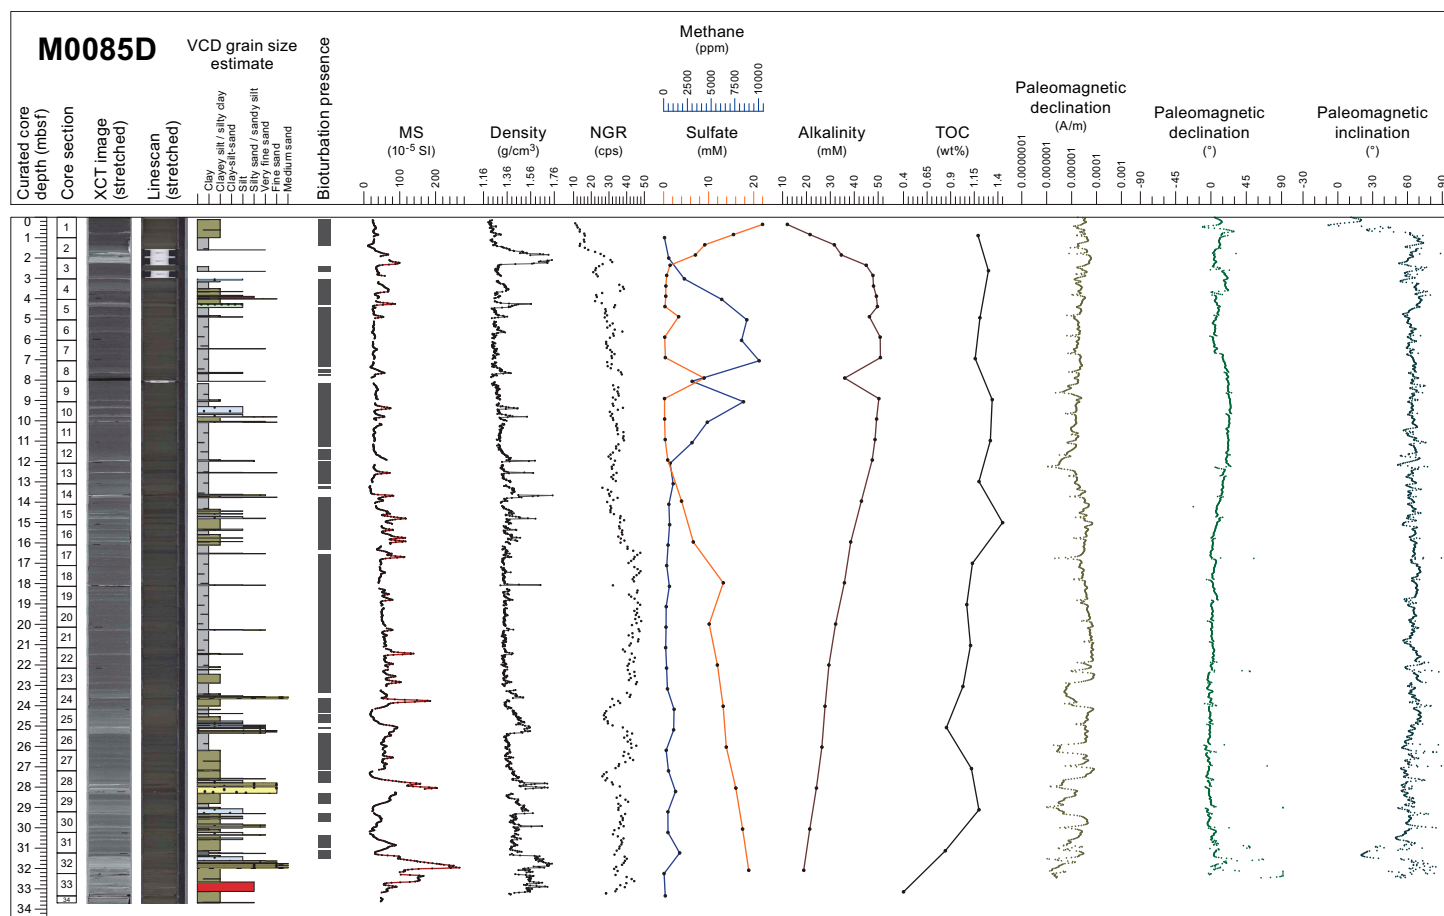 M0085D
VCD grain size
estimate
Curated core
depth (mbsf)
Core section
XCT image
(stretched)
Linescan
(stretched)
Clay
Clayey silt / silty clay
Clay-silt-sand
Silt
Silty sand / sandy silt
Very fine sand
Fine sand
Medium sand
Bioturbation presence
MS
(10-5 SI)
0 100 200
Density
(g/cm3)
1.16 1.36 1.56 1.76
NGR
(cps)
10 20 30 40 50
Methane
(ppm)
0 2500 5000 7500 10000
Sulfate
(mM)
0 10 20
Alkalinity
(mM)
10 20 30 40 50
TOC
(wt%)
0.4 0.65 0.9 1.15 1.4
Paleomagnetic
declination
(A/m)
0.0000001 0.000001 0.00001 0.0001 0.001
Paleomagnetic
declination
(°)
-90 -45 0 45 90
Paleomagnetic
inclination
(°)
-30 0 30 60 90
0
1
2
3
4
5
6
7
8
9
10
11
12
13
14
15
16
17
18
19
20
21
22
23
24
25
26
27
28
29
30
31
32
33
34
1
2
3
4
5
6
7
8
9
10
11
12
13
14
15
16
17
18
19
20
21
22
23
24
25
26
27
28
29
30
31
32
33
34